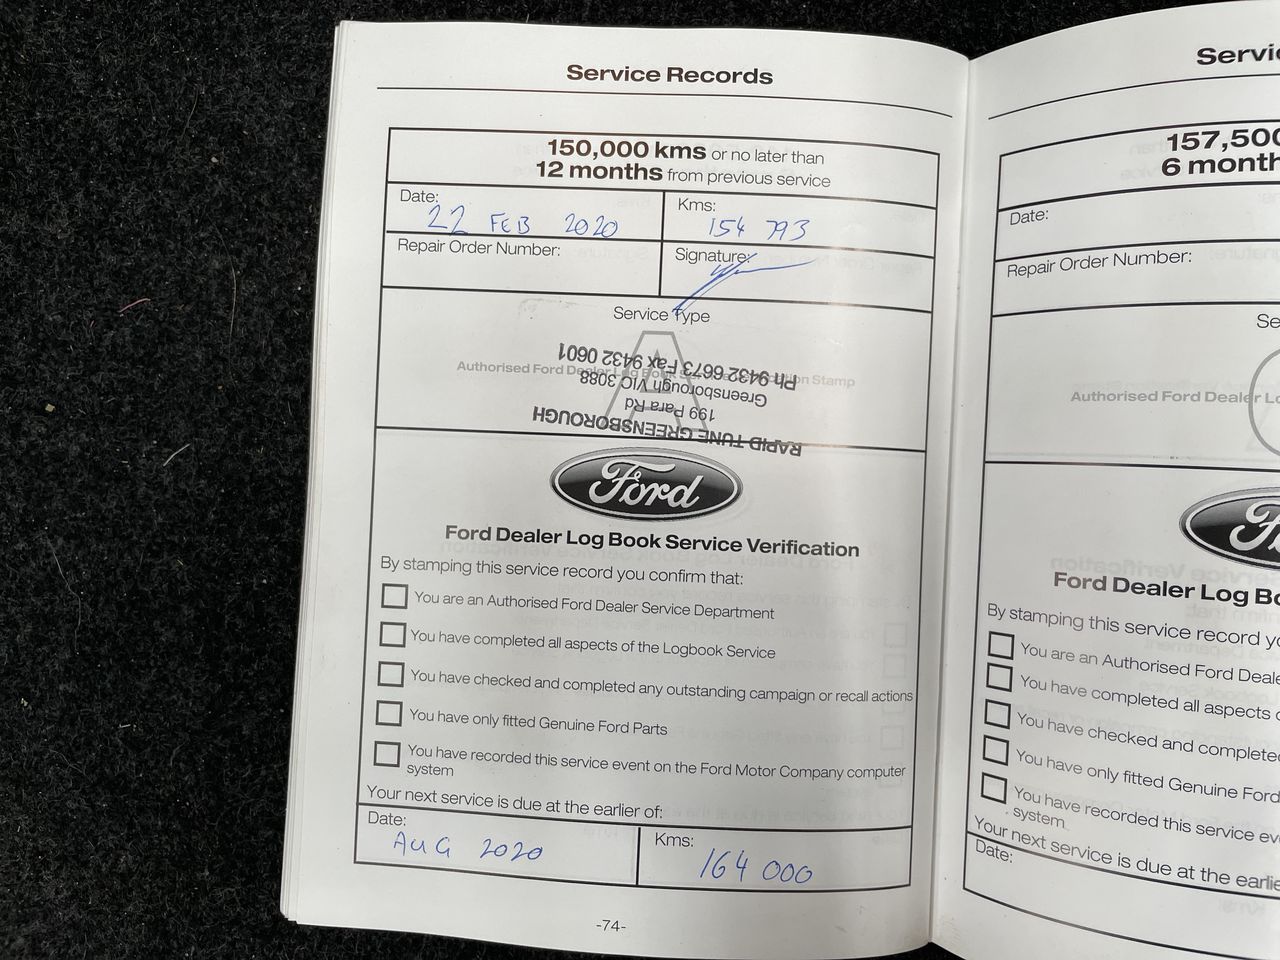 Service Records
150,000 kms or no later than
12 months from previous service
Date:
22 FEB 2020
Kms:
154 793
Repair Order Number:
Signature:
Service Type
A
Authorised Ford Dealer Log Book Service Verification Stamp
RAPID TUNE GREENSBOROUGH
199 Para Rd
Greensborough VIC 3088
Ph 9432 6673 Fax 9432 0601
Ford
Ford Dealer Log Book Service Verification
By stamping this service record you confirm that:
You are an Authorised Ford Dealer Service Department
You have completed all aspects of the Logbook Service
You have checked and completed any outstanding campaign or recall actions
You have only fitted Genuine Ford Parts
You have recorded this service event on the Ford Motor Company computer
system
Your next service is due at the earlier of:
Date:
AUG 2020
Kms:
164 000
-74-
157,500
6 month
Date:
Repair Order Number:
Authorised Ford Dealer
Ford Dealer Log
By stamping this service record
You are an Authorised Ford
You have completed all aspects
You have checked and
You have only fitted Genuine Ford
You have recorded this service
system
Your next service is due at the
Date: